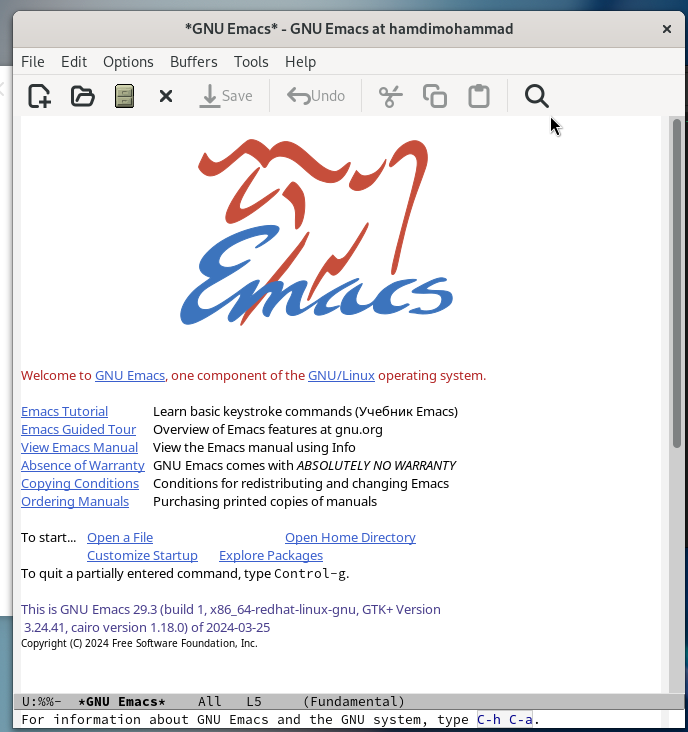 *GNU Emacs* - GNU Emacs at hamdimohammad
File Edit Options Buffers Tools Help
Save Undo
Emacs
Welcome to GNU Emacs, one component of the GNU/Linux operating system.
Emacs Tutorial Learn basic keystroke commands (Учебник Emacs)
Emacs Guided Tour Overview of Emacs features at gnu.org
View Emacs Manual View the Emacs manual using Info
Absence of Warranty GNU Emacs comes with ABSOLUTELY NO WARRANTY
Copying Conditions Conditions for redistributing and changing Emacs
Ordering Manuals Purchasing printed copies of manuals
To start... Open a File Open Home Directory
Customize Startup Explore Packages
To quit a partially entered command, type Control-g.
This is GNU Emacs 29.3 (build 1, x86_64-redhat-linux-gnu, GTK+ Version
3.24.41, cairo version 1.18.0) of 2024-03-25
Copyright (C) 2024 Free Software Foundation, Inc.
U:%%- *GNU Emacs* All L5 (Fundamental)
For information about GNU Emacs and the GNU system, type C-h C-a.